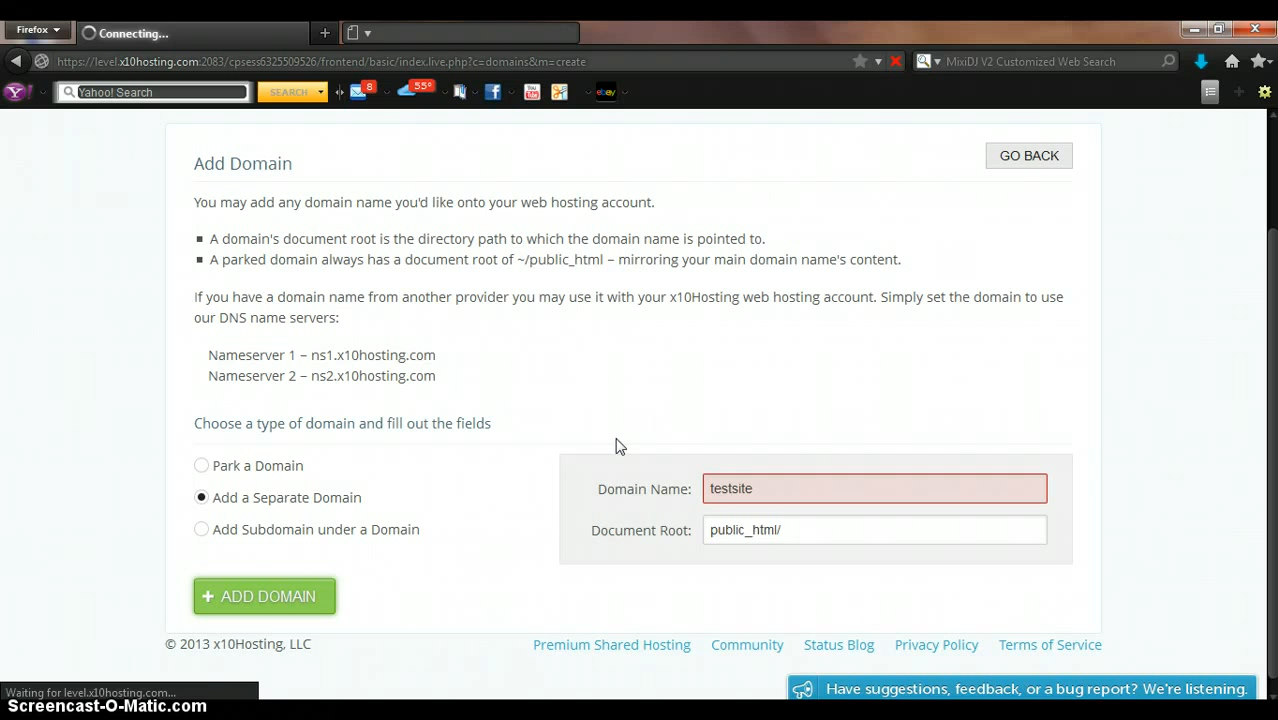 Firefox
Connecting...
https://level.x10hosting.com:2083/cpsess6325509526/frontend/basic/index.live.php?c=domains&m=create
MixiDJ V2 Customized Web Search
Yahoo! Search
SEARCH
8
55°
You Tube
ebay
Add Domain
GO BACK
You may add any domain name you'd like onto your web hosting account.
A domain's document root is the directory path to which the domain name is pointed to.
A parked domain always has a document root of ~/public_html – mirroring your main domain name's content.
If you have a domain name from another provider you may use it with your x10Hosting web hosting account. Simply set the domain to use
our DNS name servers:
Nameserver 1 – ns1.x10hosting.com
Nameserver 2 – ns2.x10hosting.com
Choose a type of domain and fill out the fields
Park a Domain
Add a Separate Domain
Add Subdomain under a Domain
Domain Name: testsite
Document Root: public_html/
+ ADD DOMAIN
© 2013 x10Hosting, LLC
Premium Shared Hosting Community Status Blog Privacy Policy Terms of Service
Have suggestions, feedback, or a bug report? We're listening.
Waiting for level.x10hosting.com...
Screencast-O-Matic.com